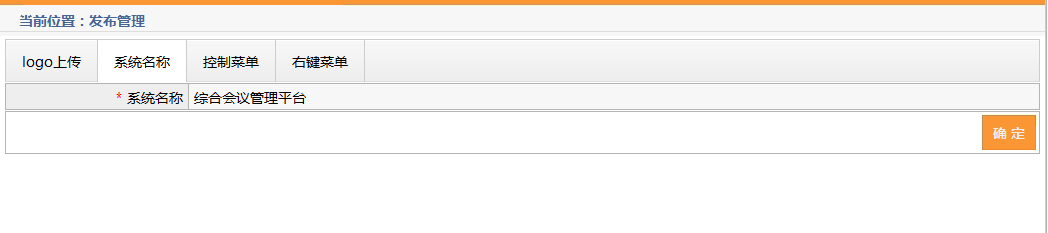 当前位置：发布管理
logo上传 系统名称 控制菜单 右键菜单
* 系统名称 综合会议管理平台
确 定